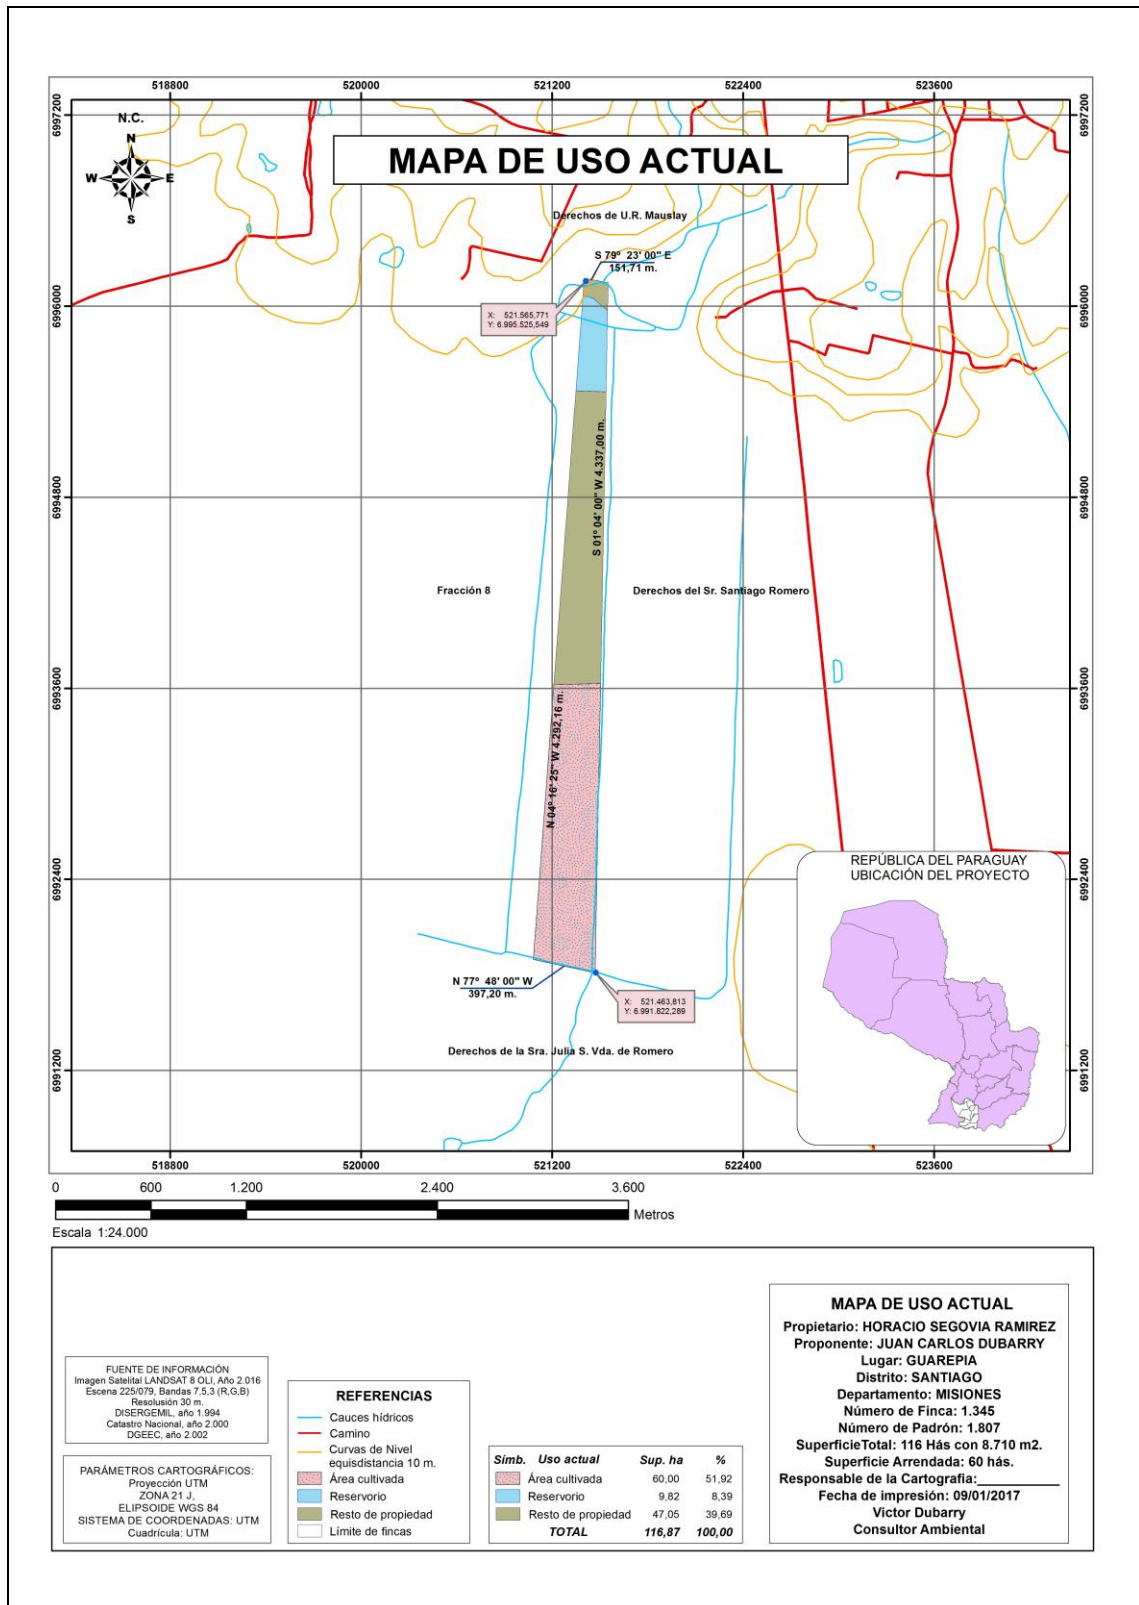 518800 520000 521200 522400 523600
6997200 6997200
N.C.
N
W E
S
MAPA DE USO ACTUAL
Derechos de U.R. Mauslay
S 79º 23' 00" E
151,71 m.
6996000 6996000
X: 521.565,771
Y: 6.995.525,549
S 01º 04' 00" W 4.337,00 m.
6994800 6994800
Fracción 8
Derechos del Sr. Santiago Romero
6993600 6993600
N 04º 16' 25" W 4.292,16 m.
REPÚBLICA DEL PARAGUAY
UBICACIÓN DEL PROYECTO
6992400 6992400
N 77º 48' 00" W
397,20 m.
X: 521.463,813
Y: 6.991.822,289
Derechos de la Sra. Julia S. Vda. de Romero
6991200 6991200
518800 520000 521200 522400 523600
0 600 1.200 2.400 3.600
Metros
Escala 1:24.000
FUENTE DE INFORMACIÓN
Imagen Satelital LANDSAT 8 OLI, Año 2.016
Escena 225/079, Bandas 7,5,3 (R,G,B)
Resolución 30 m.
DISERGEMIL, año 1.994
Catastro Nacional, año 2.000
DGEEC, año 2.002
PARÁMETROS CARTOGRÁFICOS:
Proyección UTM
ZONA 21 J,
ELIPSOIDE WGS 84
SISTEMA DE COORDENADAS: UTM
Cuadrícula: UTM
REFERENCIAS
Cauces hídricos
Camino
Curvas de Nivel
equisdistancia 10 m.
Área cultivada
Reservorio
Resto de propiedad
Límite de fincas
Símb. Uso actual Sup. ha %
Área cultivada 60,00 51,92
Reservorio 9,82 8,39
Resto de propiedad 47,05 39,69
TOTAL 116,87 100,00
MAPA DE USO ACTUAL
Propietario: HORACIO SEGOVIA RAMIREZ
Proponente: JUAN CARLOS DUBARRY
Lugar: GUAREPIA
Distrito: SANTIAGO
Departamento: MISIONES
Número de Finca: 1.345
Número de Padrón: 1.807
SuperficieTotal: 116 Hás con 8.710 m2.
Superficie Arrendada: 60 hás.
Responsable de la Cartografia:
Fecha de impresión: 09/01/2017
Victor Dubarry
Consultor Ambiental